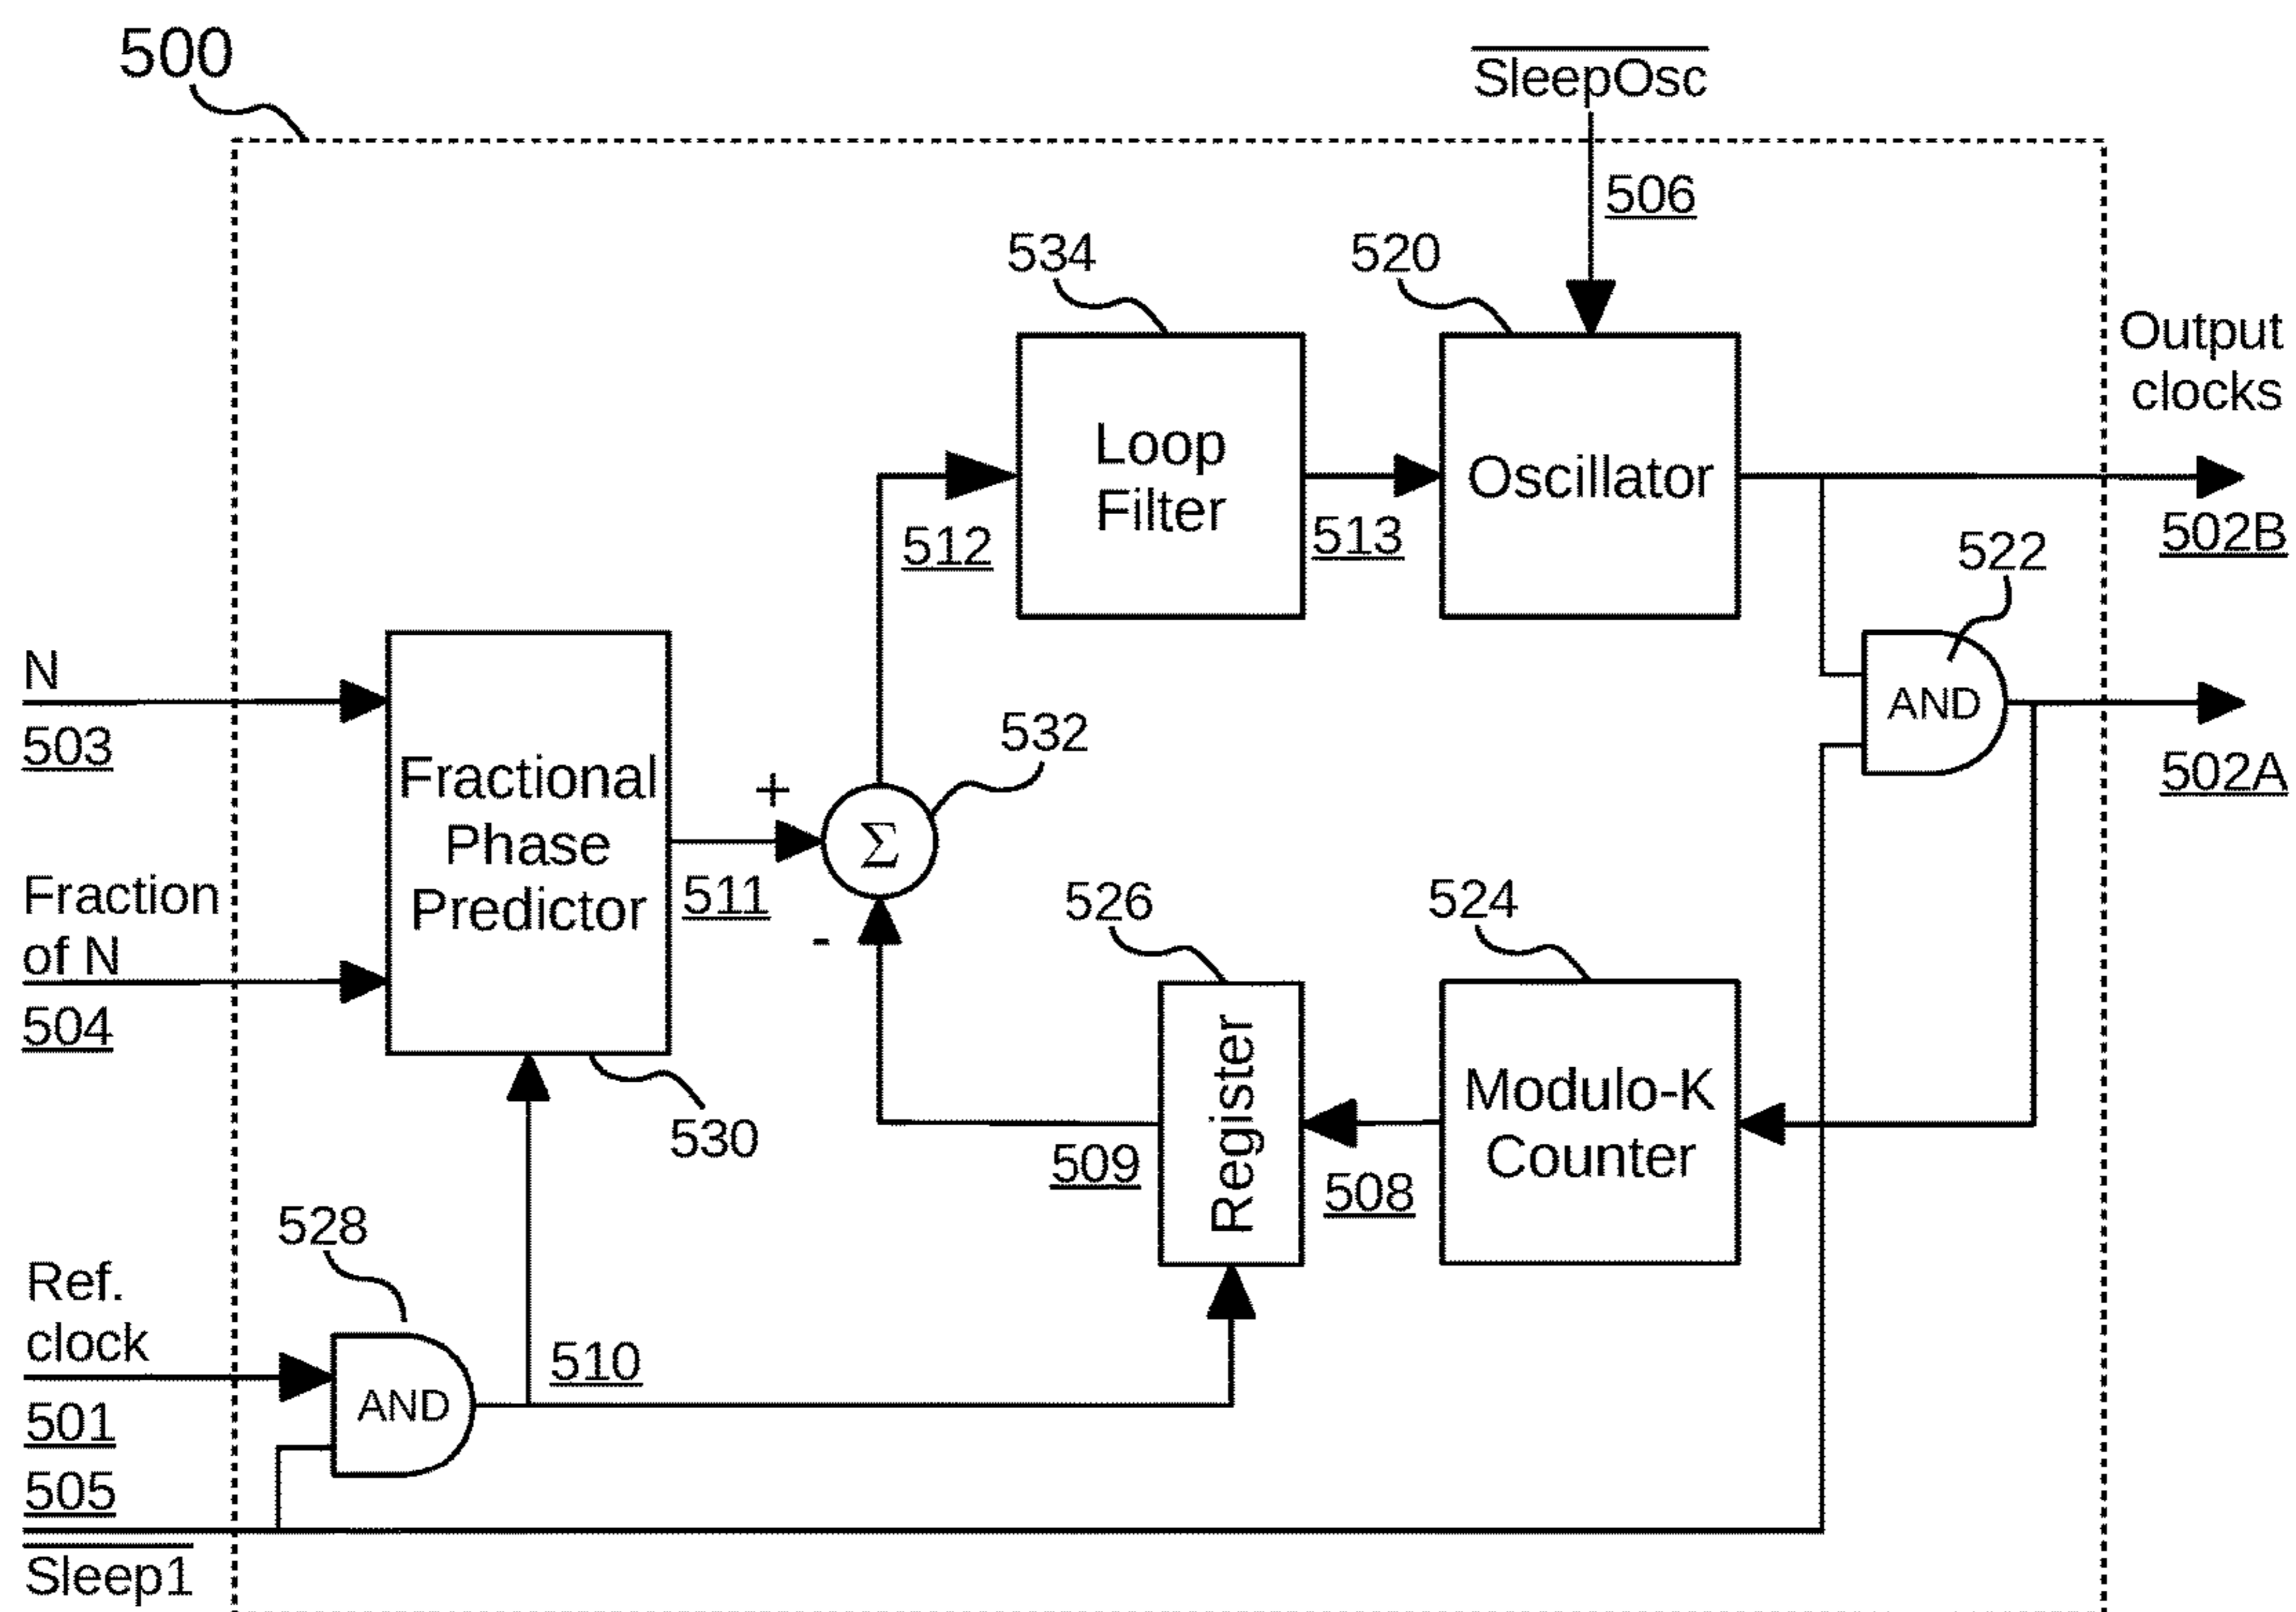 500
SleepOsc
506
534
520
Output
clocks
Loop
Filter
Oscillator
512
513
502B
522
N
503
AND
502A
532
Fractional
Phase
Predictor
+
Σ
511
-
Fraction
of N
504
526
524
Register
Modulo-K
Counter
530
509
508
528
Ref.
clock
501
AND
510
505
Sleep1